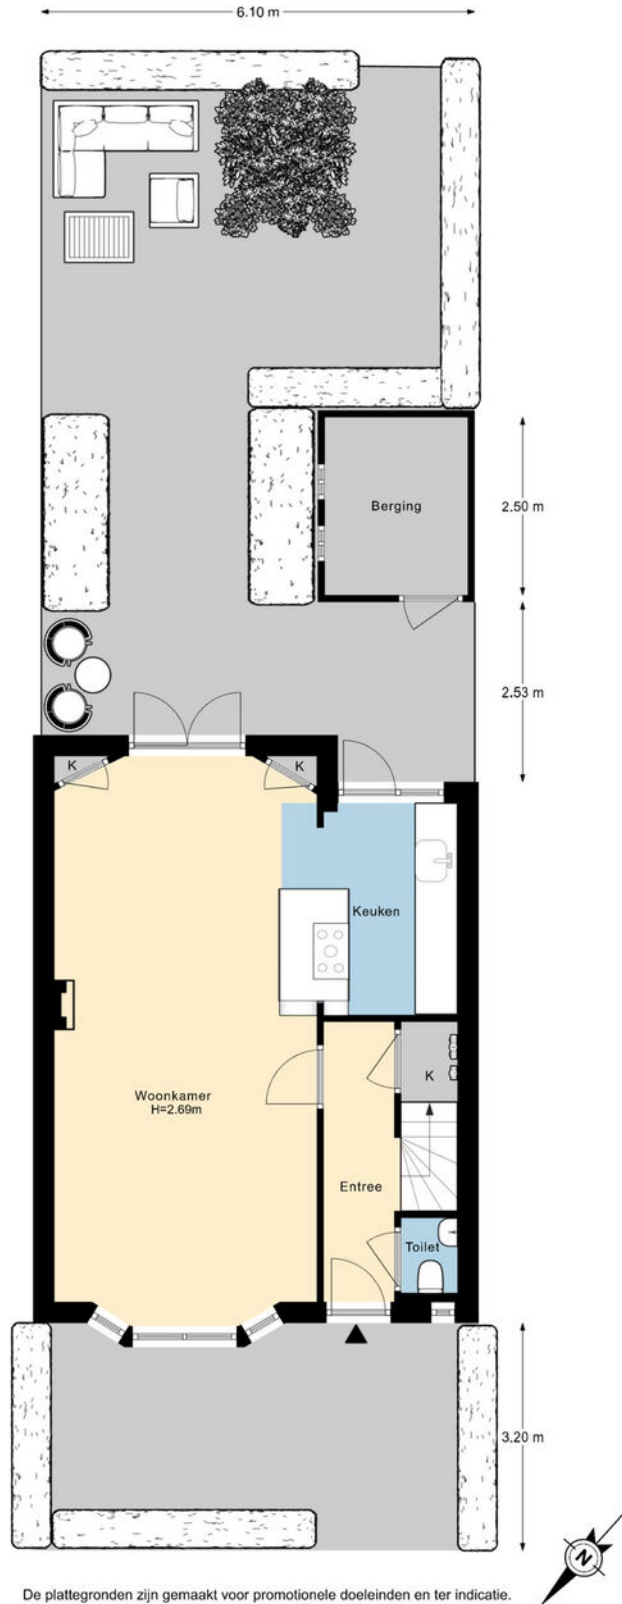 6.10 m
Berging
2.50 m
2.53 m
K
K
Keuken
Woonkamer
H=2.69m
K
Entree
Toilet
3.20 m
N
De plattegronden zijn gemaakt voor promotionele doeleinden en ter indicatie.